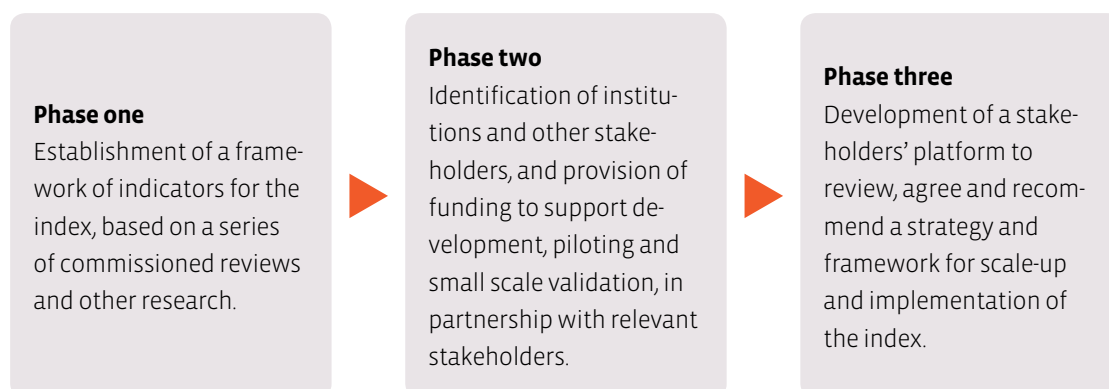 Phase one
Establishment of a frame-
work of indicators for the
index, based on a series
of commissioned reviews
and other research.
Phase two
Identification of institu-
tions and other stake-
holders, and provision of
funding to support de-
velopment, piloting and
small scale validation, in
partnership with relevant
stakeholders.
Phase three
Development of a stake-
holders’ platform to
review, agree and recom-
mend a strategy and
framework for scale-up
and implementation of
the index.